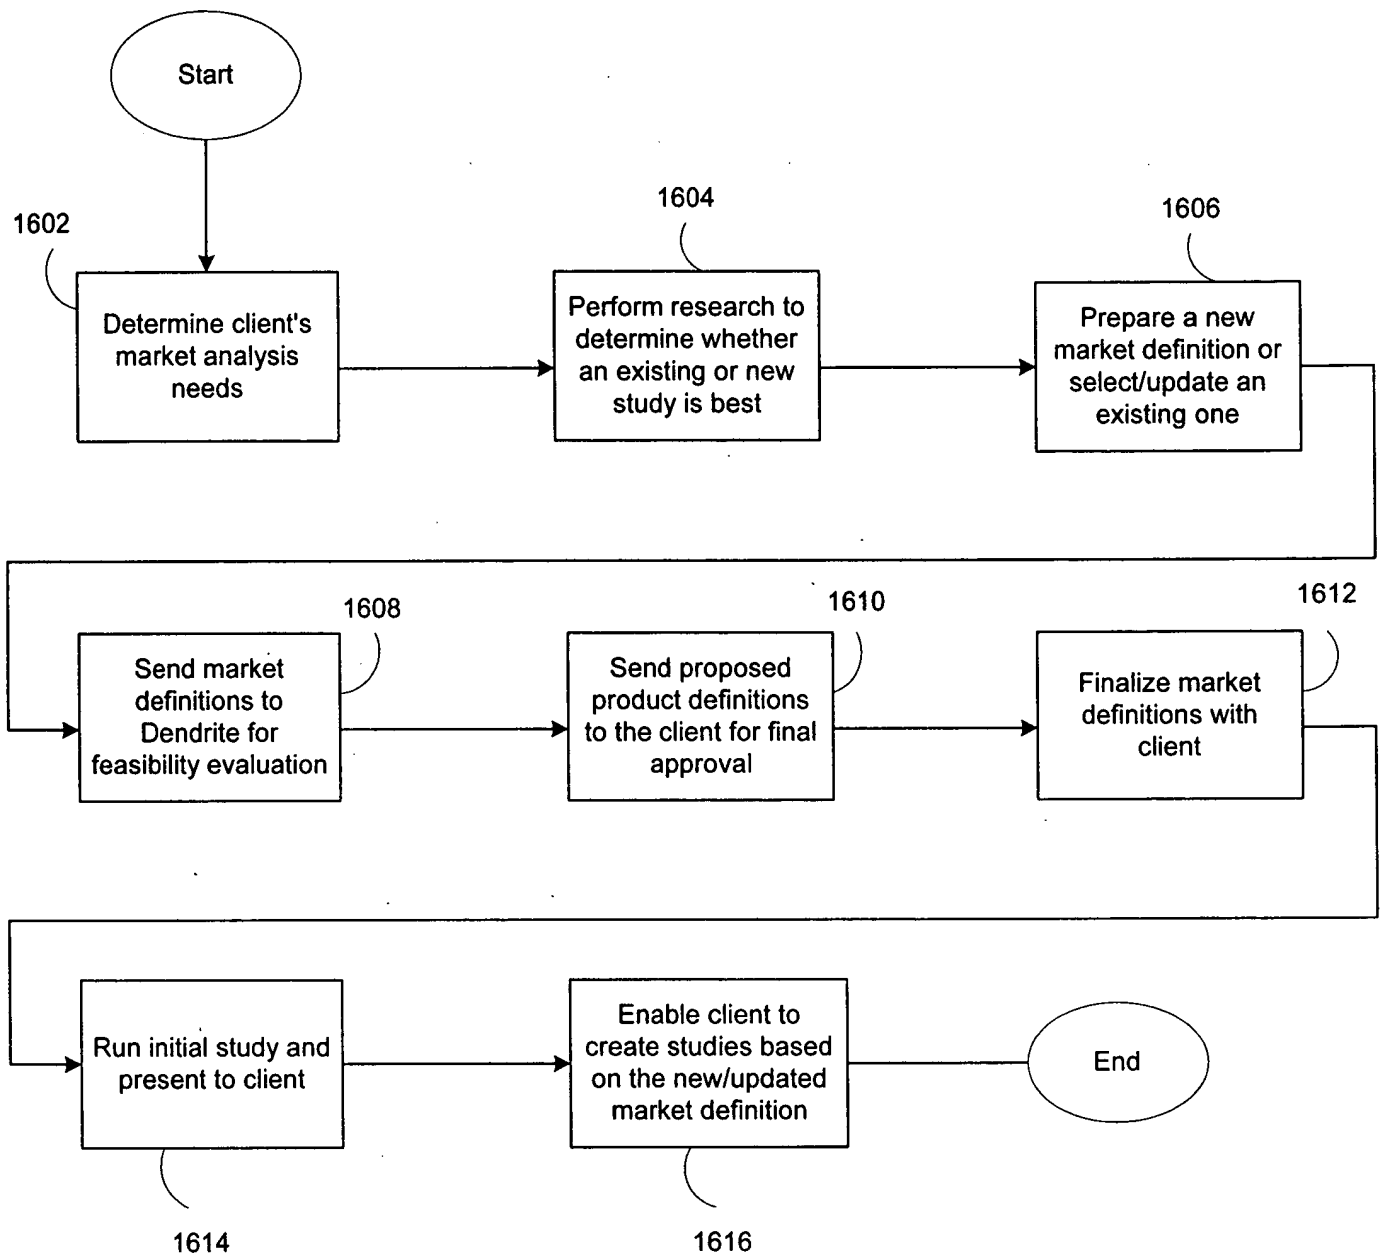 Start
1602
Determine client's
market analysis
needs
1604
Perform research to
determine whether
an existing or new
study is best
1606
Prepare a new
market definition or
select/update an
existing one
1608
Send market
definitions to
Dendrite for
feasibility evaluation
1610
Send proposed
product definitions
to the client for final
approval
1612
Finalize market
definitions with
client
Run initial study and
present to client
1614
Enable client to
create studies based
on the new/updated
market definition
1616
End